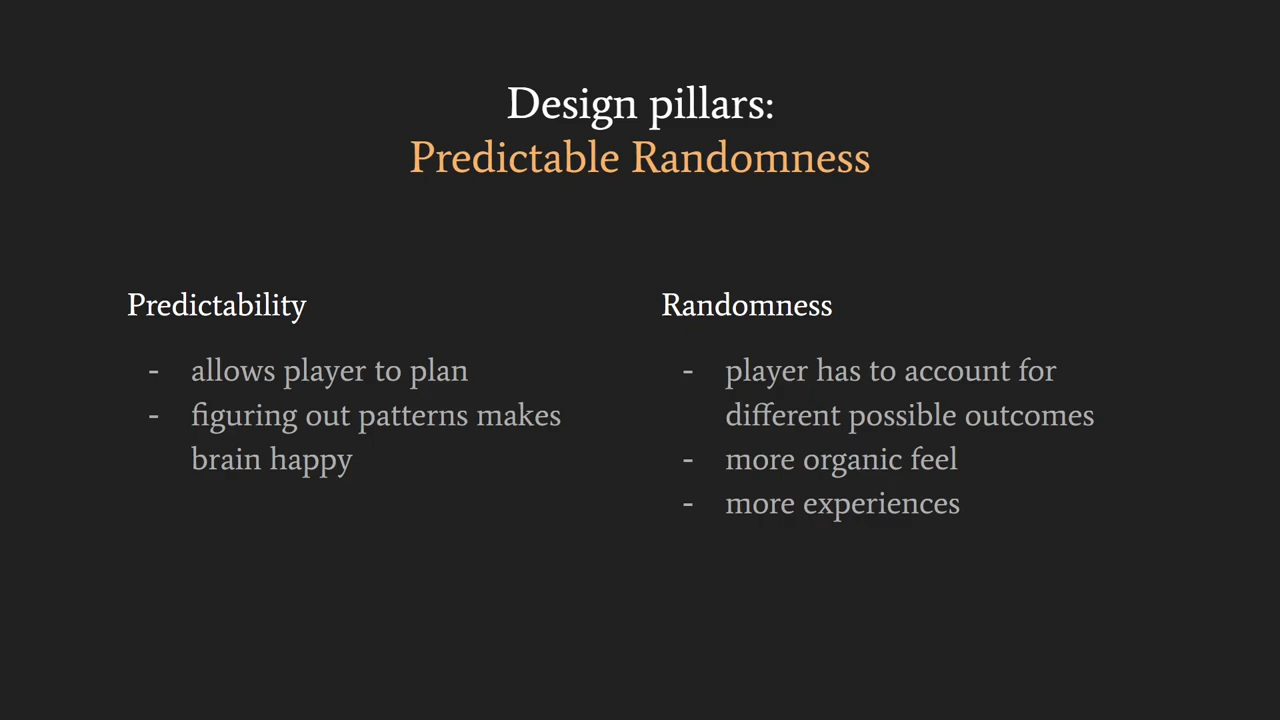 Design pillars:
Predictable Randomness
Predictability
- allows player to plan
- figuring out patterns makes
brain happy
Randomness
- player has to account for
different possible outcomes
- more organic feel
- more experiences